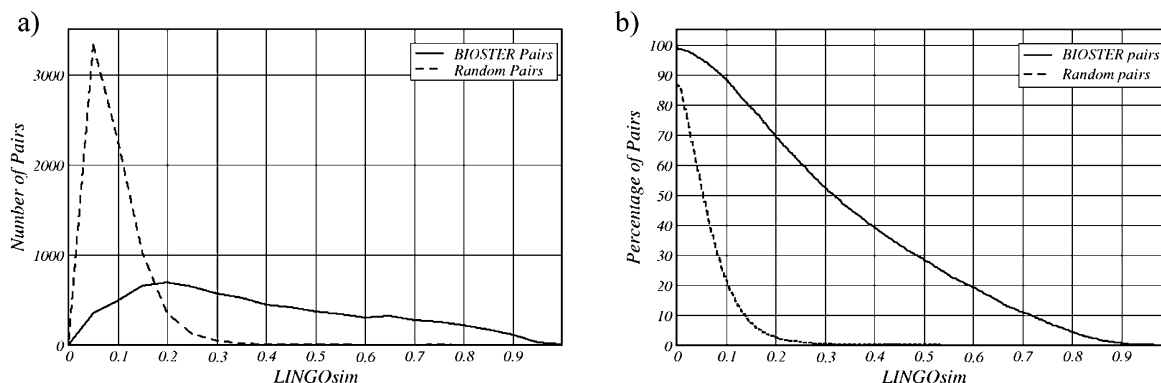 a)
BIOSTER Pairs
Random Pairs
Number of Pairs
3000
2000
1000
0
0 0.1 0.2 0.3 0.4 0.5 0.6 0.7 0.8 0.9
LINGOsim
b)
BIOSTER pairs
Random pairs
Percentage of Pairs
100
90
80
70
60
50
40
30
20
10
0
0 0.1 0.2 0.3 0.4 0.5 0.6 0.7 0.8 0.9
LINGOsim